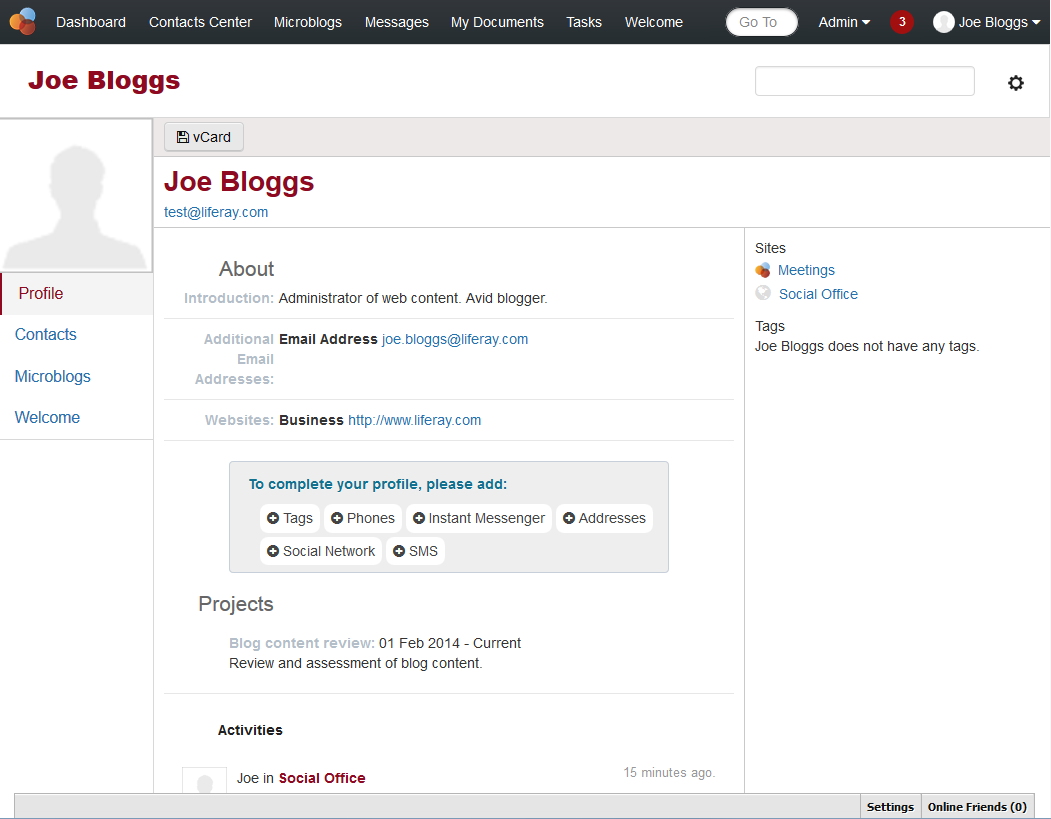 Dashboard Contacts Center Microblogs Messages My Documents Tasks Welcome Go To Admin 3 Joe Bloggs
Joe Bloggs
vCard
Joe Bloggs
test@liferay.com
Profile
Contacts
Microblogs
Welcome
About
Introduction: Administrator of web content. Avid blogger.
Additional Email Address joe.bloggs@liferay.com
Email
Addresses:
Websites: Business http://www.liferay.com
To complete your profile, please add:
Tags Phones Instant Messenger Addresses
Social Network SMS
Projects
Blog content review: 01 Feb 2014 - Current
Review and assessment of blog content.
Activities
Joe in Social Office 15 minutes ago.
Sites
Meetings
Social Office
Tags
Joe Bloggs does not have any tags.
Settings Online Friends (0)